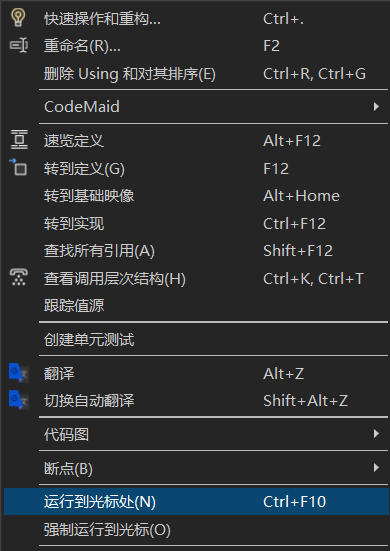 快速操作和重构... Ctrl+.
重命名(R)... F2
删除 Using 和对其排序(E) Ctrl+R, Ctrl+G
CodeMaid
速览定义 Alt+F12
转到定义(G) F12
转到基础映像 Alt+Home
转到实现 Ctrl+F12
查找所有引用(A) Shift+F12
查看调用层次结构(H) Ctrl+K, Ctrl+T
跟踪值源
创建单元测试
翻译 Alt+Z
切换自动翻译 Shift+Alt+Z
代码图
断点(B)
运行到光标处(N) Ctrl+F10
强制运行到光标(O)